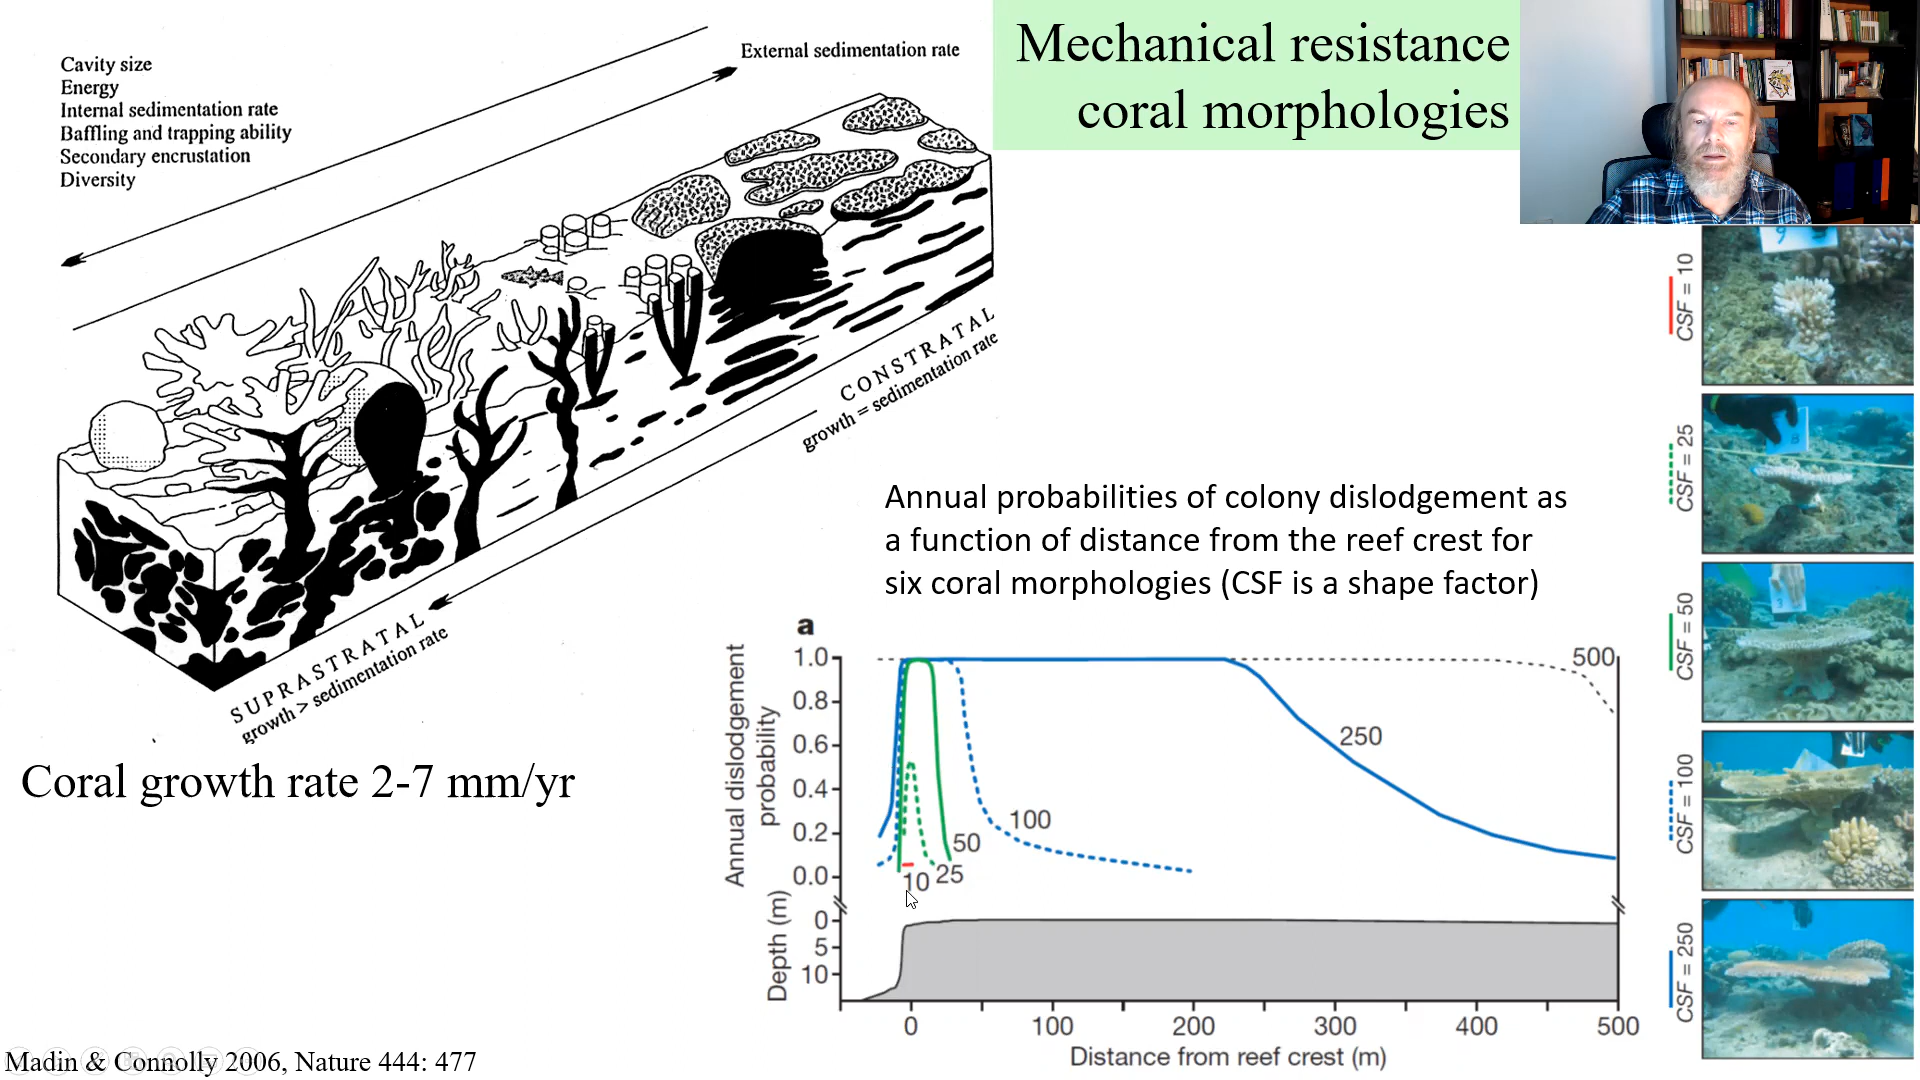 Mechanical resistance
coral morphologies
Cavity size
Energy
Internal sedimentation rate
Baffling and trapping ability
Secondary encrustation
Diversity
External sedimentation rate
CONSTRATAL
growth = sedimentation rate
SUPRASTRATAL
growth > sedimentation rate
Coral growth rate 2-7 mm/yr
Annual probabilities of colony dislodgement as
a function of distance from the reef crest for
six coral morphologies (CSF is a shape factor)
a
Annual dislodgement
probability
1.0
0.8
0.6
0.4
0.2
0.0
500
250
100
50
25
10
Depth (m)
0
5
10
0
100
200
300
400
500
Distance from reef crest (m)
CSF = 10
CSF = 25
CSF = 50
CSF = 100
CSF = 250
9
Madin & Connolly 2006, Nature 444: 477